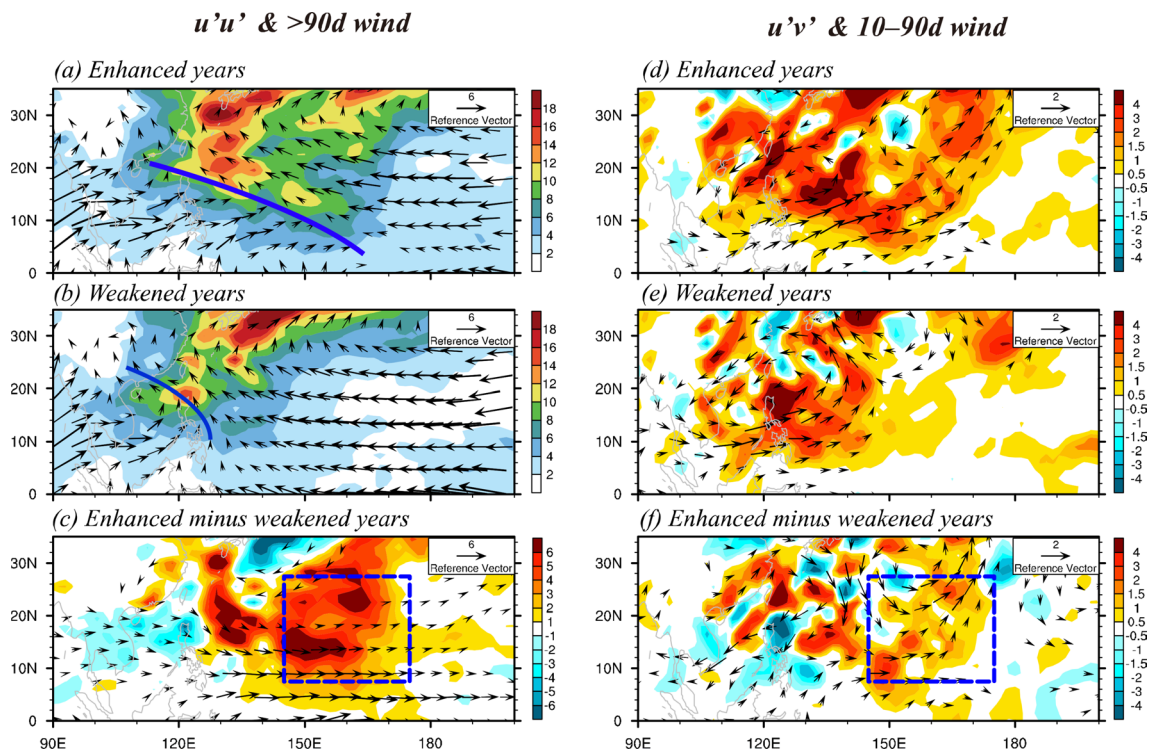 u’u’ & >90d wind
u’v’ & 10–90d wind
(a) Enhanced years
(d) Enhanced years
30N
20N
10N
0
6
Reference Vector
18
16
14
12
10
8
6
4
2
30N
20N
10N
0
2
Reference Vector
4
3
2
1
0.5
-0.5
-1
-2
-4
(b) Weakened years
(e) Weakened years
30N
20N
10N
0
6
Reference Vector
18
16
14
12
10
8
6
4
2
30N
20N
10N
0
2
Reference Vector
4
3
2
1.5
1
0.5
-0.5
-1
-1.5
-2
-4
(c) Enhanced minus weakened years
(f) Enhanced minus weakened years
30N
20N
10N
0
6
Reference Vector
6
5
4
3
2
1
-1
-2
-3
-4
-5
-6
30N
20N
10N
0
2
Reference Vector
4
3
2
1.5
1
0.5
-0.5
-1
-1.5
-2
-4
90E
120E
150E
180
90E
120E
150E
180